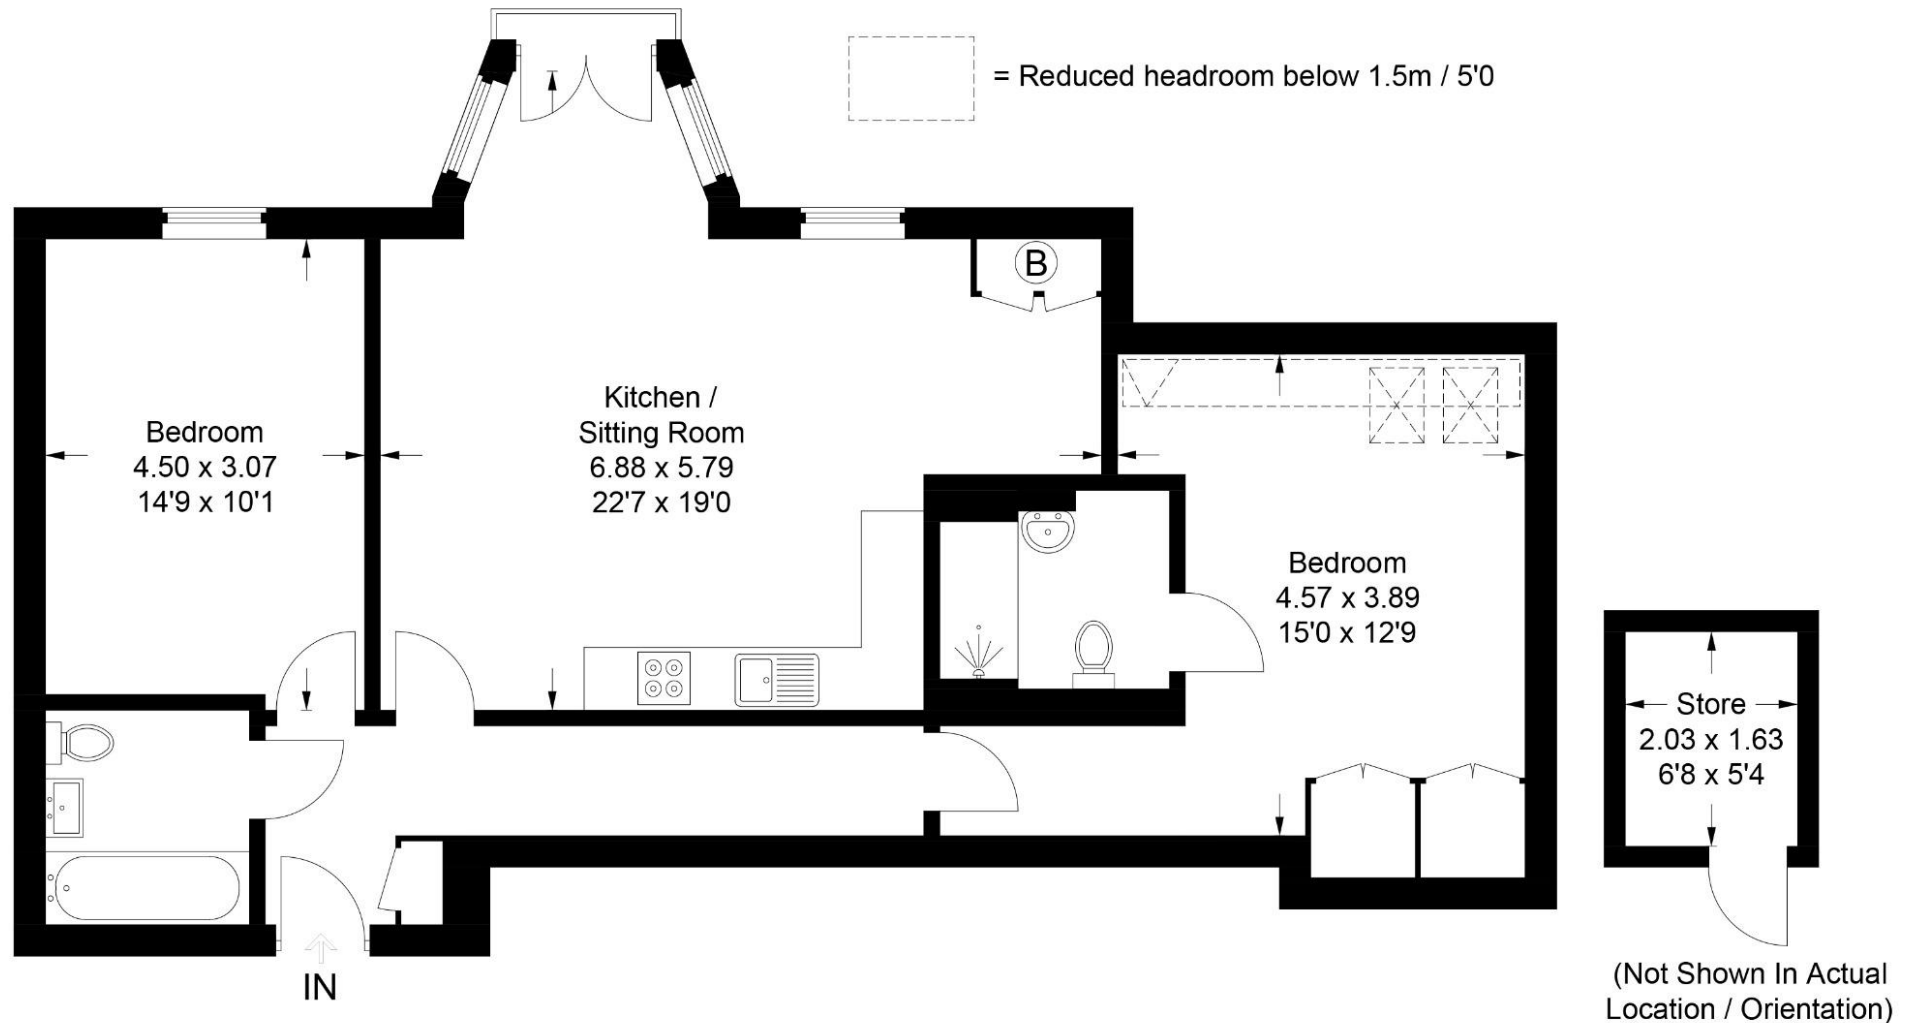 = Reduced headroom below 1.5m / 5'0
B
Kitchen /
Sitting Room
6.88 x 5.79
22'7 x 19'0
Bedroom
4.50 x 3.07
14'9 x 10'1
Bedroom
4.57 x 3.89
15'0 x 12'9
Store
2.03 x 1.63
6'8 x 5'4
IN
(Not Shown In Actual
Location / Orientation)